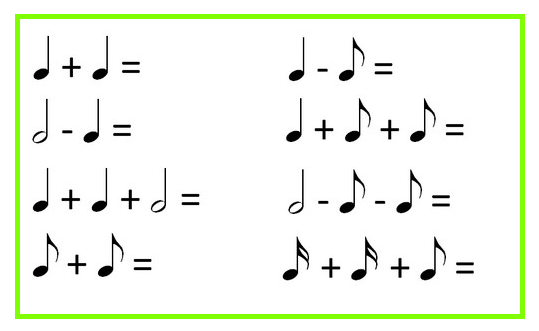 ♩ + ♩ =
𝅗𝅥 - ♩ =
♩ + ♩ + 𝅗𝅥 =
♪ + ♪ =
♩ - ♪ =
♩ + ♪ + ♪ =
𝅗𝅥 - ♪ - ♪ =
𝅘𝅥𝅯 + 𝅘𝅥𝅯 + ♪ =